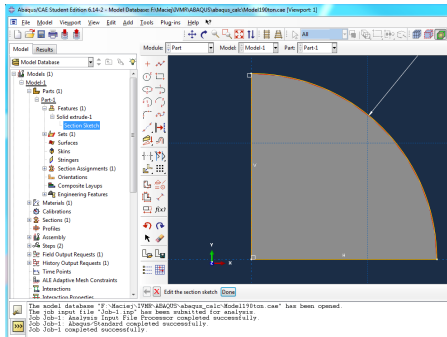 Abaqus/CAE Student Edition 6.14-2 - Model Database: F:\Maciej\IVMR\ABAQUS\abaqus_calc\Model190ton.cae" [Viewport: 1]
File Model Viewport View Edit Add Tools Plug-ins Help
All
Model Results
Module: Part Model: Model-1 Part: Part-1
Model Database
Models (1)
Model-1
Parts (1)
Part-1
Features (1)
Solid extrude-1
Section Sketch
Sets (1)
Surfaces
Skins
Stringers
Section Assignments (1)
Orientations
Composite Layups
Engineering Features
Materials (1)
Calibrations
Sections (1)
Profiles
Assembly
Steps (2)
Field Output Requests (1)
History Output Requests (1)
Time Points
ALE Adaptive Mesh Constraints
Interactions
Interaction Properties
f(x)
H
Y
Z X
Edit the section sketch Done
The model database "F:\Maciej\IVMR\ABAQUS\abaqus_calc\Model190ton.cae" has been opened.
The job input file "Job-1.inp" has been submitted for analysis.
Job Job-1: Analysis Input File Processor completed successfully.
Job Job-1: Abaqus/Standard completed successfully.
Job Job-1 completed successfully.
>>>